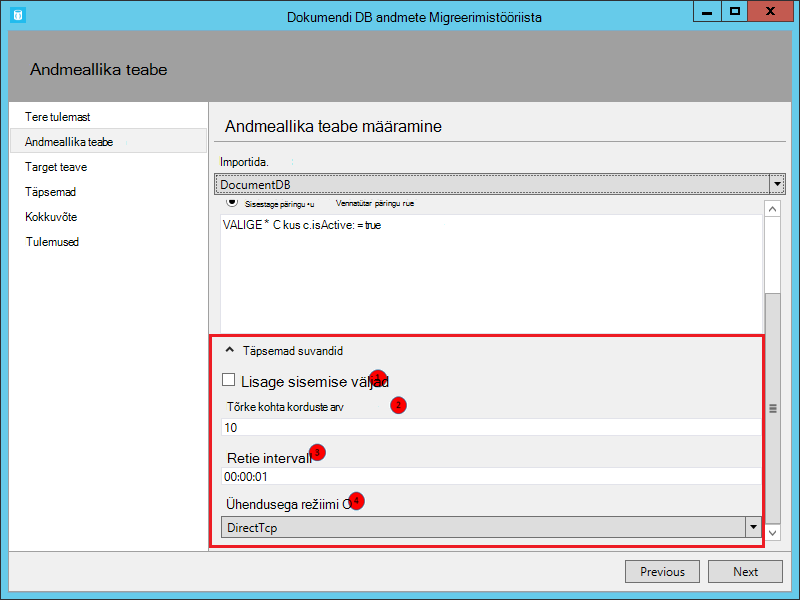 Dokumendi DB andmete Migreerimistööriista
Andmeallika teabe
Tere tulemast
Andmeallika teabe
Target teave
Täpsemad
Kokkuvõte
Tulemused
Andmeallika teabe määramine
Importida.
DocumentDB
Sisestage päringu •u Vennatütar päringu rue
VALIGE * C kus c.isActive: = true
Täpsemad suvandid
Lisage sisemise väljad 1
Tõrke kohta korduste arv 2
10
Retie intervall 3
00:00:01
Ühendusega režiimi O 4
DirectTcp
Previous Next